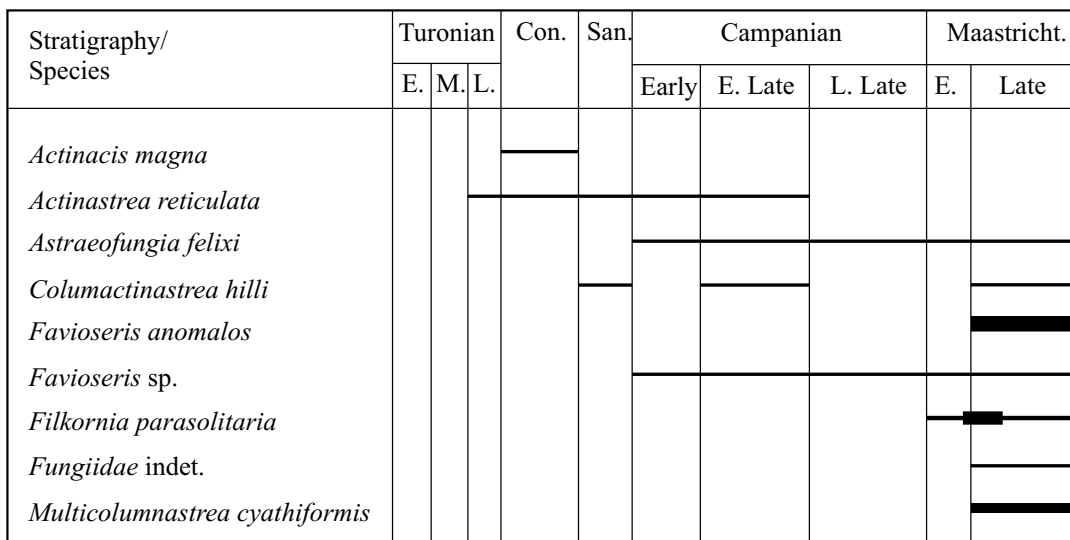 Stratigraphy/
Species
Turonian Con. San. Campanian Maastricht.
E. M. L. Early E. Late L. Late E. Late
Actinacis magna
Actinastrea reticulata
Astraeofungia felixi
Columactinastrea hilli
Favioseris anomalos
Favioseris sp.
Filkornia parasolitaria
Fungiidae indet.
Multicolumnastrea cyathiformis